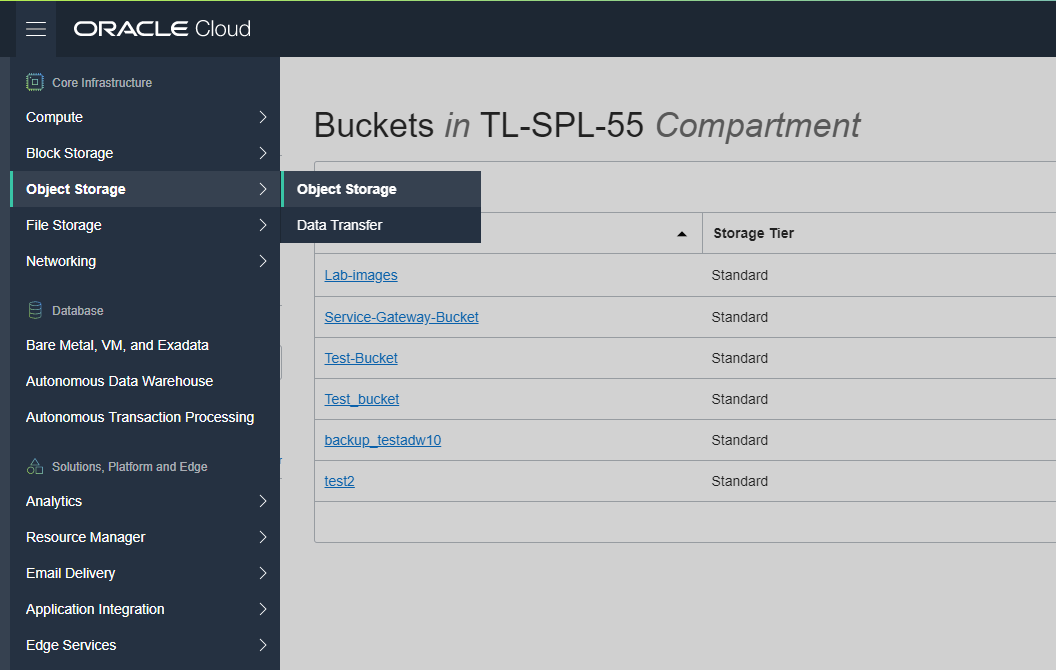 ORACLE Cloud
Core Infrastructure
Compute
Block Storage
Object Storage
File Storage
Networking
Database
Bare Metal, VM, and Exadata
Autonomous Data Warehouse
Autonomous Transaction Processing
Solutions, Platform and Edge
Analytics
Resource Manager
Email Delivery
Application Integration
Edge Services
Object Storage
Data Transfer
Buckets in TL-SPL-55 Compartment
Storage Tier
Lab-images Standard
Service-Gateway-Bucket Standard
Test-Bucket Standard
Test_bucket Standard
backup_testadw10 Standard
test2 Standard